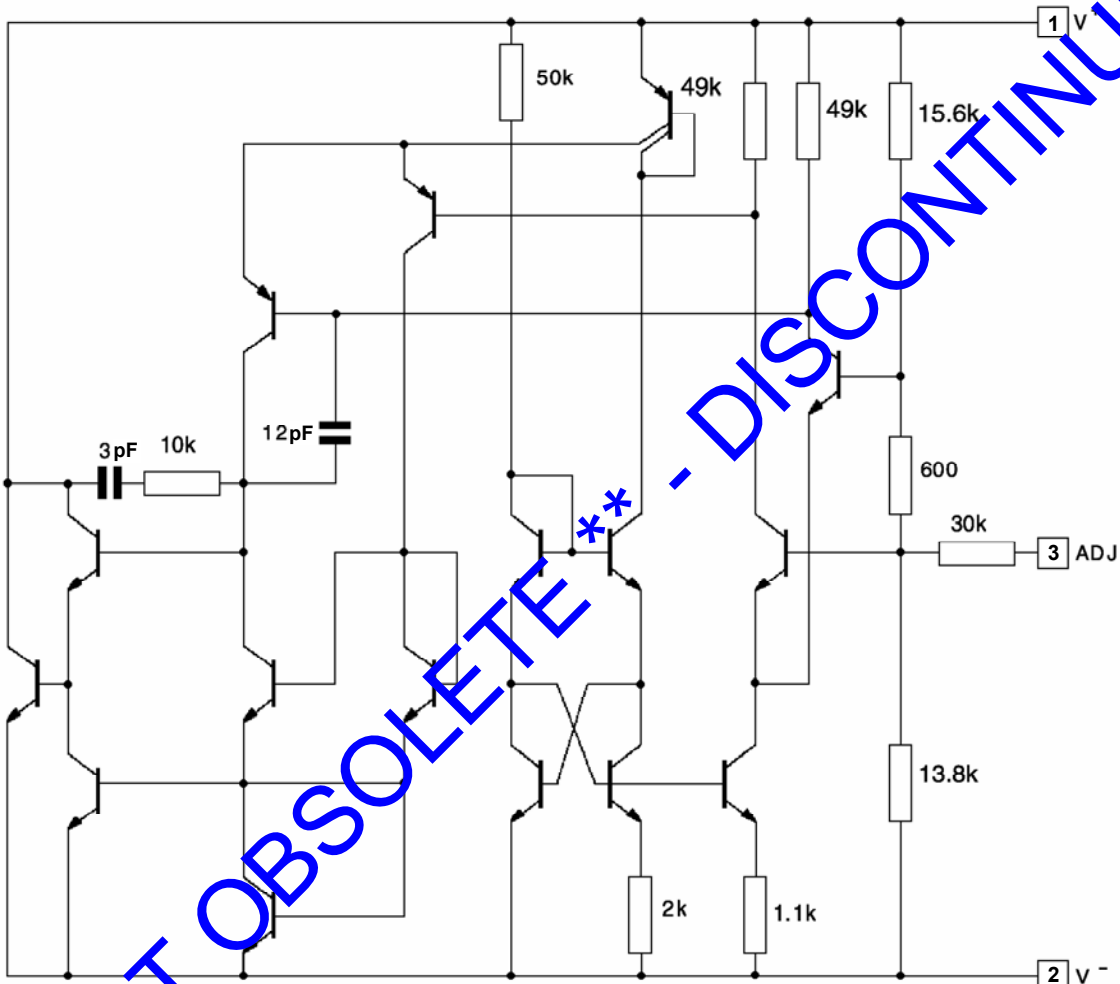 1 V+
50k
49k
49k
15.6k
12pF
3pF 10k
600
30k
3 ADJ
13.8k
2k
1.1k
2 V−
T OBSOLETE ** - DISCONTINU